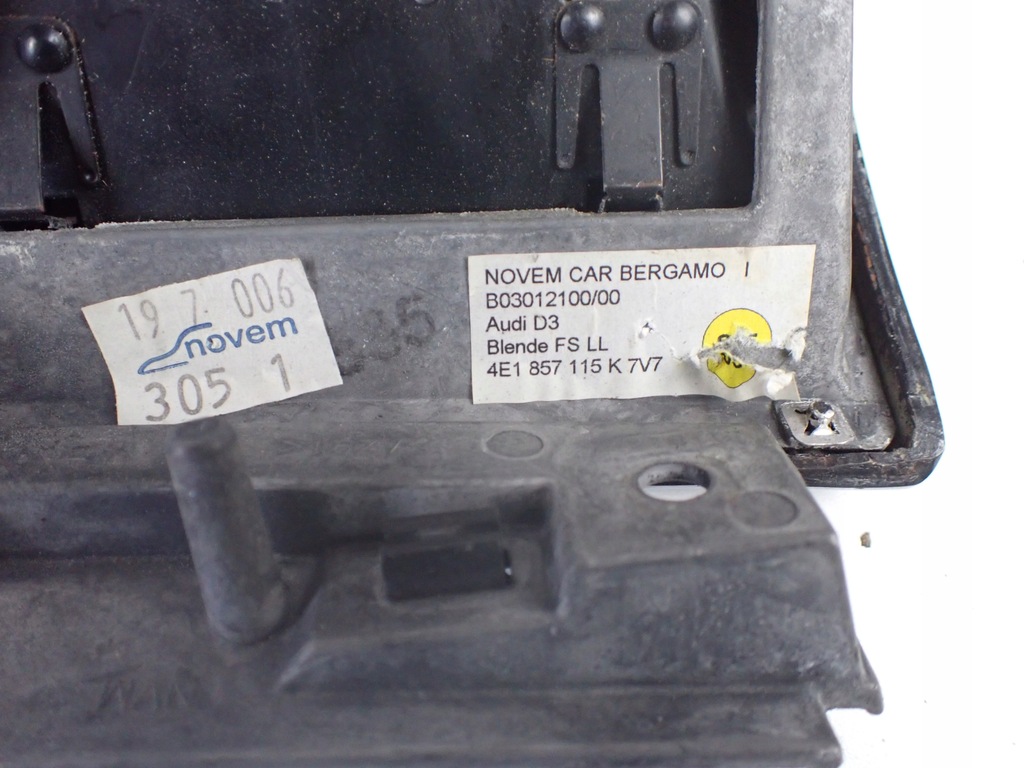 19 7. 006
novem
305 1
NOVEM CAR BERGAMO I
B03012100/00
Audi D3
Blende FS LL
4E1 857 115 K 7V7